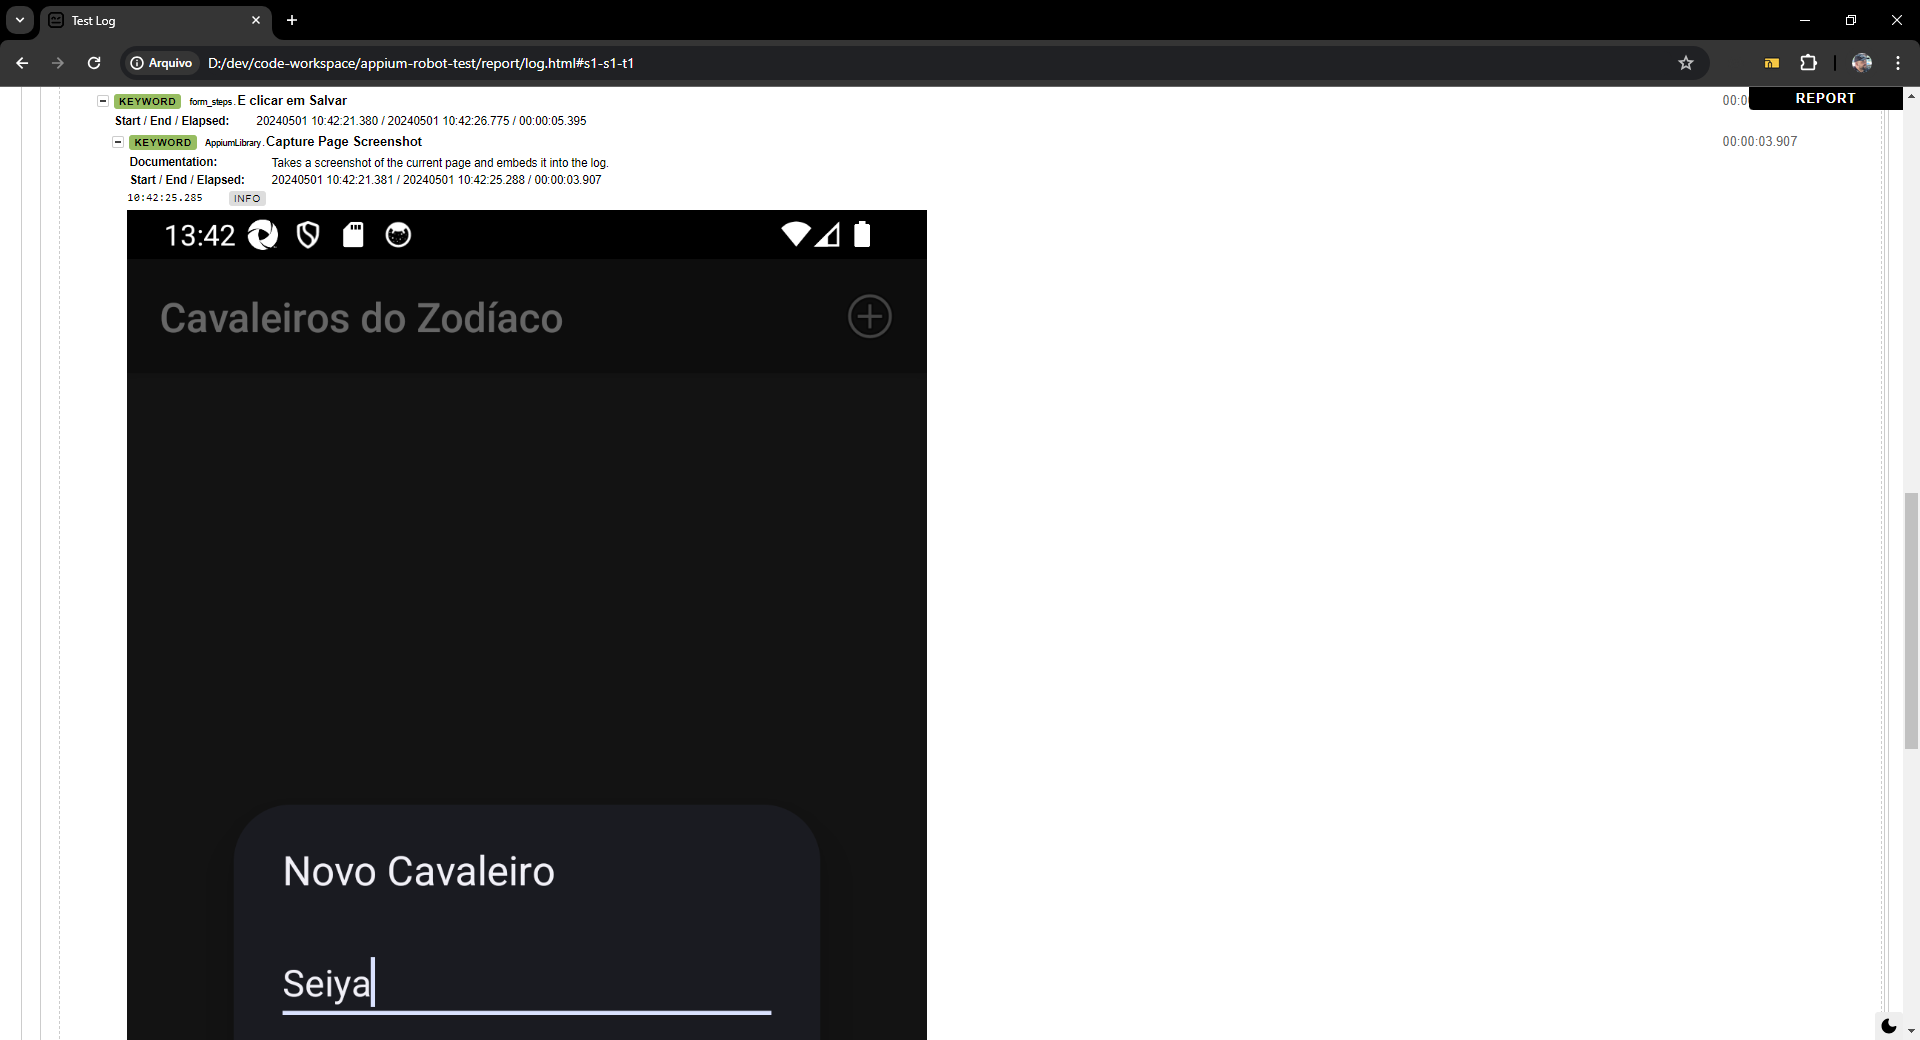 Test Log
Arquivo D:/dev/code-workspace/appium-robot-test/report/log.html#s1-s1-t1
KEYWORD form_steps. E clicar em Salvar 00:0
REPORT
Start / End / Elapsed: 20240501 10:42:21.380 / 20240501 10:42:26.775 / 00:00:05.395
KEYWORD AppiumLibrary. Capture Page Screenshot 00:00:03.907
Documentation: Takes a screenshot of the current page and embeds it into the log.
Start / End / Elapsed: 20240501 10:42:21.381 / 20240501 10:42:25.288 / 00:00:03.907
10:42:25.285 INFO
13:42
Cavaleiros do Zodíaco
Novo Cavaleiro
Seiya